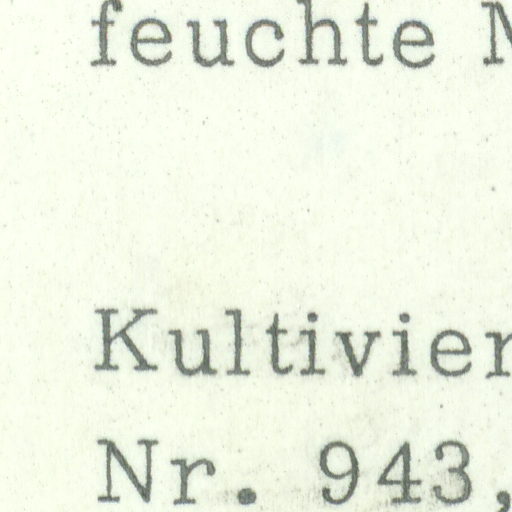 feuchte
Kultivier
Nr. 943,